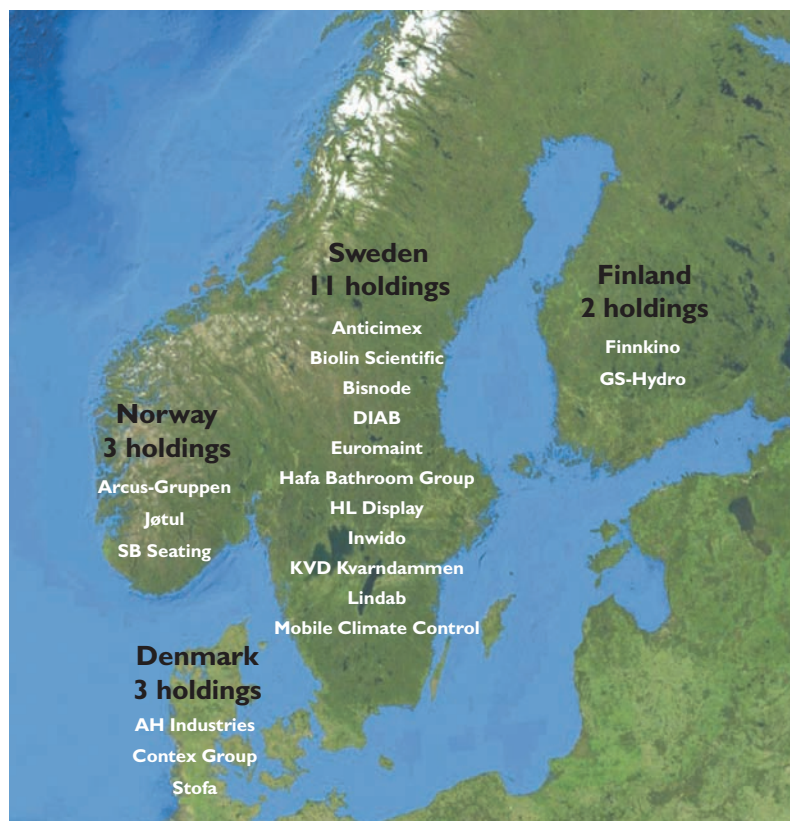 Sweden
11 holdings
Anticimex
Biolin Scientific
Bisnode
DIAB
Euromaint
Hafa Bathroom Group
HL Display
Inwido
KVD Kvarndammen
Lindab
Mobile Climate Control
Finland
2 holdings
Finnkino
GS-Hydro
Norway
3 holdings
Arcus-Gruppen
Jøtul
SB Seating
Denmark
3 holdings
AH Industries
Contex Group
Stofa